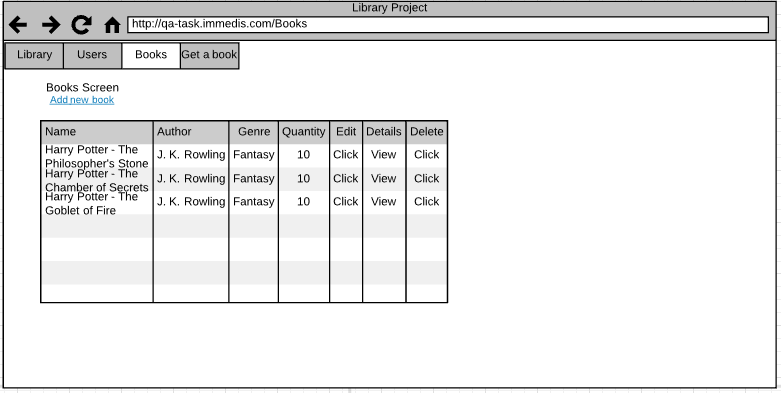 Library Project
http://qa-task.immedis.com/Books
Library Users Books Get a book
Books Screen
Add new book
Name Author Genre Quantity Edit Details Delete
Harry Potter - The
Philosopher's Stone J. K. Rowling Fantasy 10 Click View Click
Harry Potter - The
Chamber of Secrets J. K. Rowling Fantasy 10 Click View Click
Harry Potter - The
Goblet of Fire J. K. Rowling Fantasy 10 Click View Click